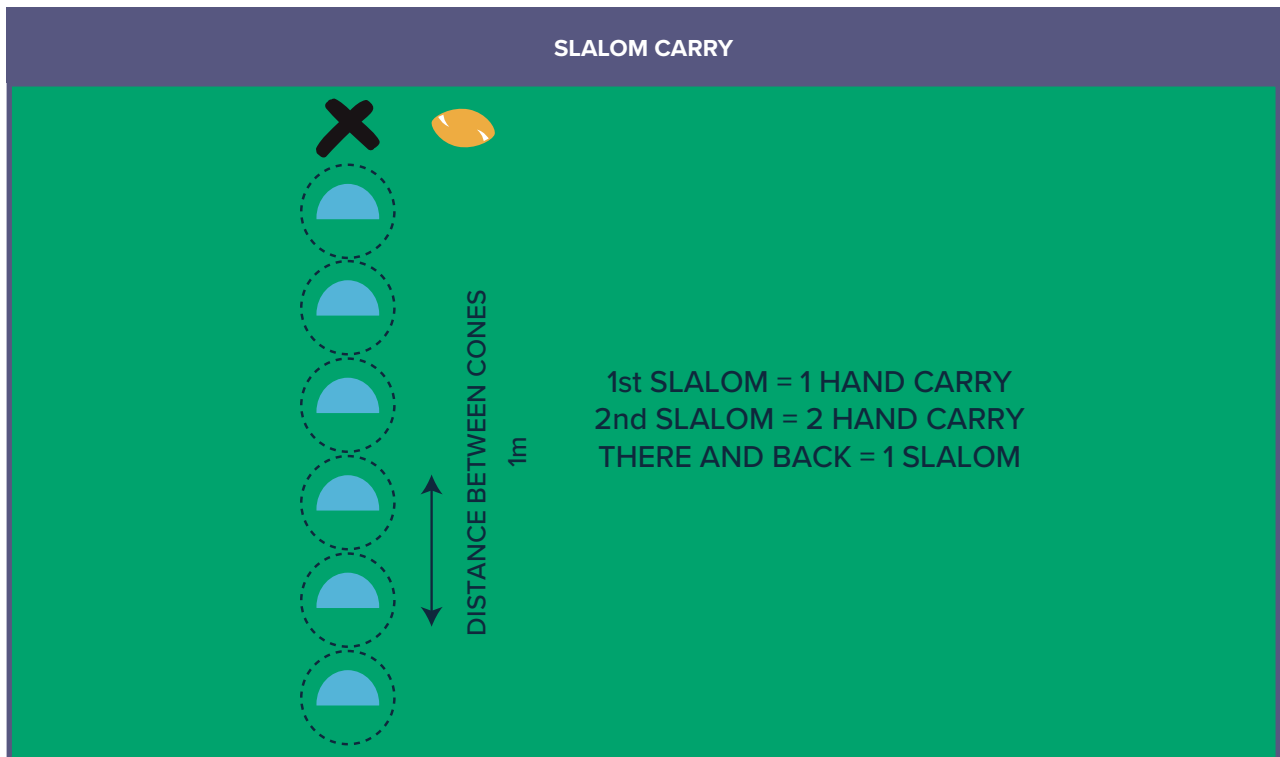 SLALOM CARRY
DISTANCE BETWEEN CONES
1m
1st SLALOM = 1 HAND CARRY
2nd SLALOM = 2 HAND CARRY
THERE AND BACK = 1 SLALOM